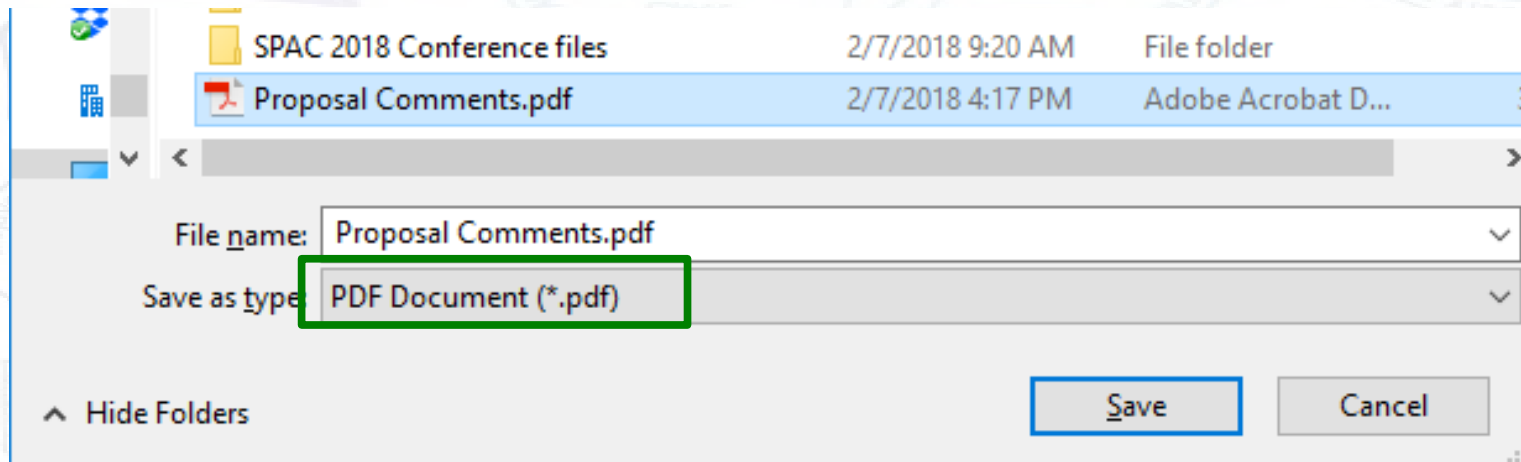 SPAC 2018 Conference files 2/7/2018 9:20 AM File folder
Proposal Comments.pdf 2/7/2018 4:17 PM Adobe Acrobat D...
File name: Proposal Comments.pdf
Save as type: PDF Document (*.pdf)
Hide Folders Save Cancel